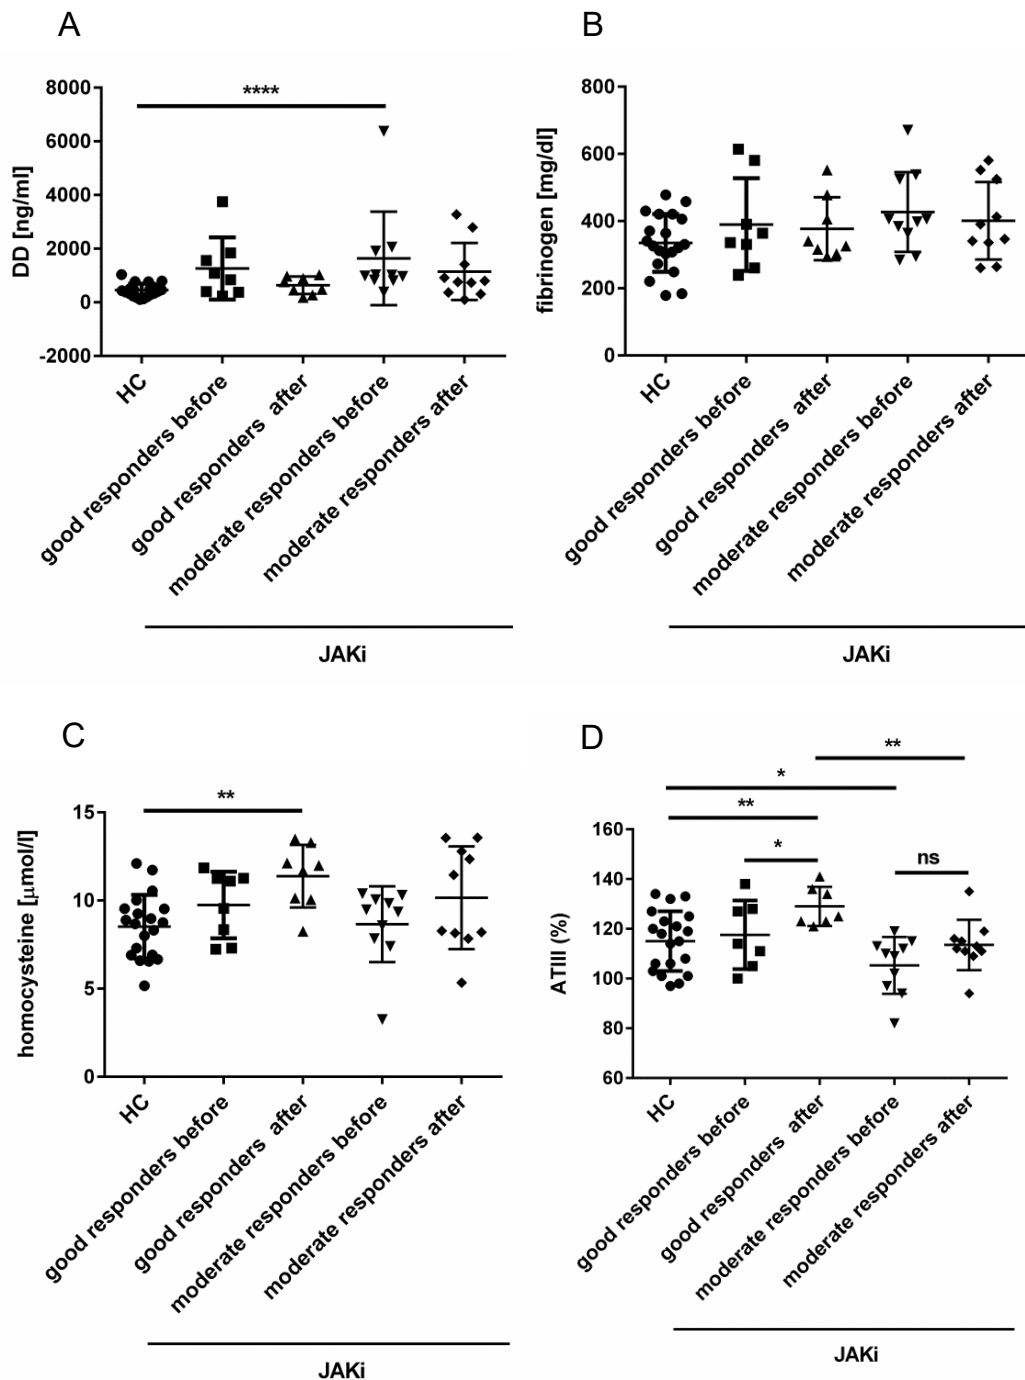 A
DD [ng/ml]
8000
6000
4000
2000
0
-2000
****
HC
good responders before
good responders after
moderate responders before
moderate responders after
JAKi
B
fibrinogen [mg/dl]
800
600
400
200
0
HC
good responders before
good responders after
moderate responders before
moderate responders after
JAKi
C
homocysteine [µmol/l]
15
10
5
0
**
HC
good responders before
good responders after
moderate responders before
moderate responders after
JAKi
D
ATIII (%)
160
140
120
100
80
60
**
*
**
*
ns
HC
good responders before
good responders after
moderate responders before
moderate responders after
JAKi